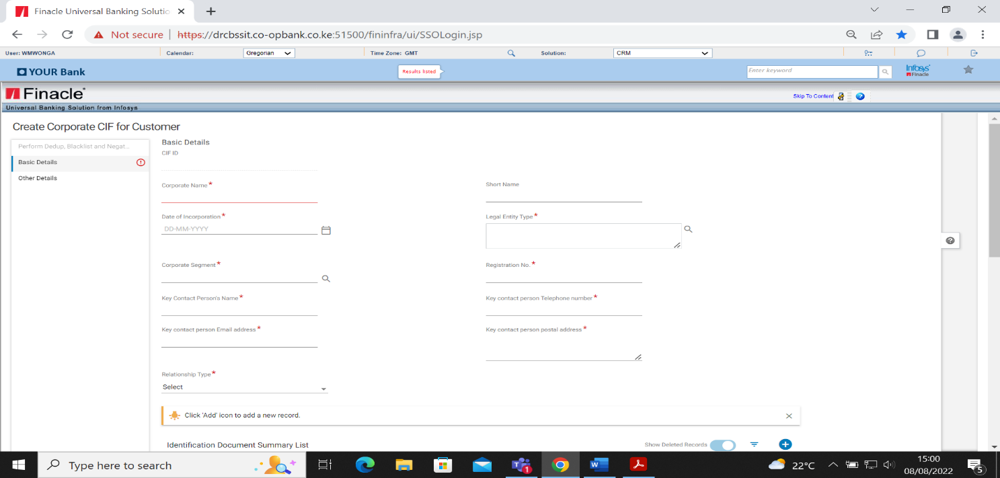 Finacle Universal Banking Solutio
Not secure | https://drcbssit.co-opbank.co.ke:51500/fininfra/ui/SSOLogin.jsp
User: WMWONGA Calendar: Gregorian Time Zone: GMT Solution: CRM
YOUR Bank Results listed Enter keyword Infosys Finacle
Finacle
Skip To Content
Universal Banking Solution from Infosys
Create Corporate CIF for Customer
Perform Dedup, Blacklist and Negat...
Basic Details
Other Details
Basic Details
CIF ID
Corporate Name* Short Name
Date of Incorporation* Legal Entity Type*
DD-MM-YYYY
Corporate Segment* Registration No.*
Key Contact Person's Name* Key contact person Telephone number*
Key contact person Email address* Key contact person postal address*
Relationship Type*
Select
Click 'Add' icon to add a new record.
Identification Document Summary List Show Deleted Records
Type here to search 1 22°C 15:00
08/08/2022 5